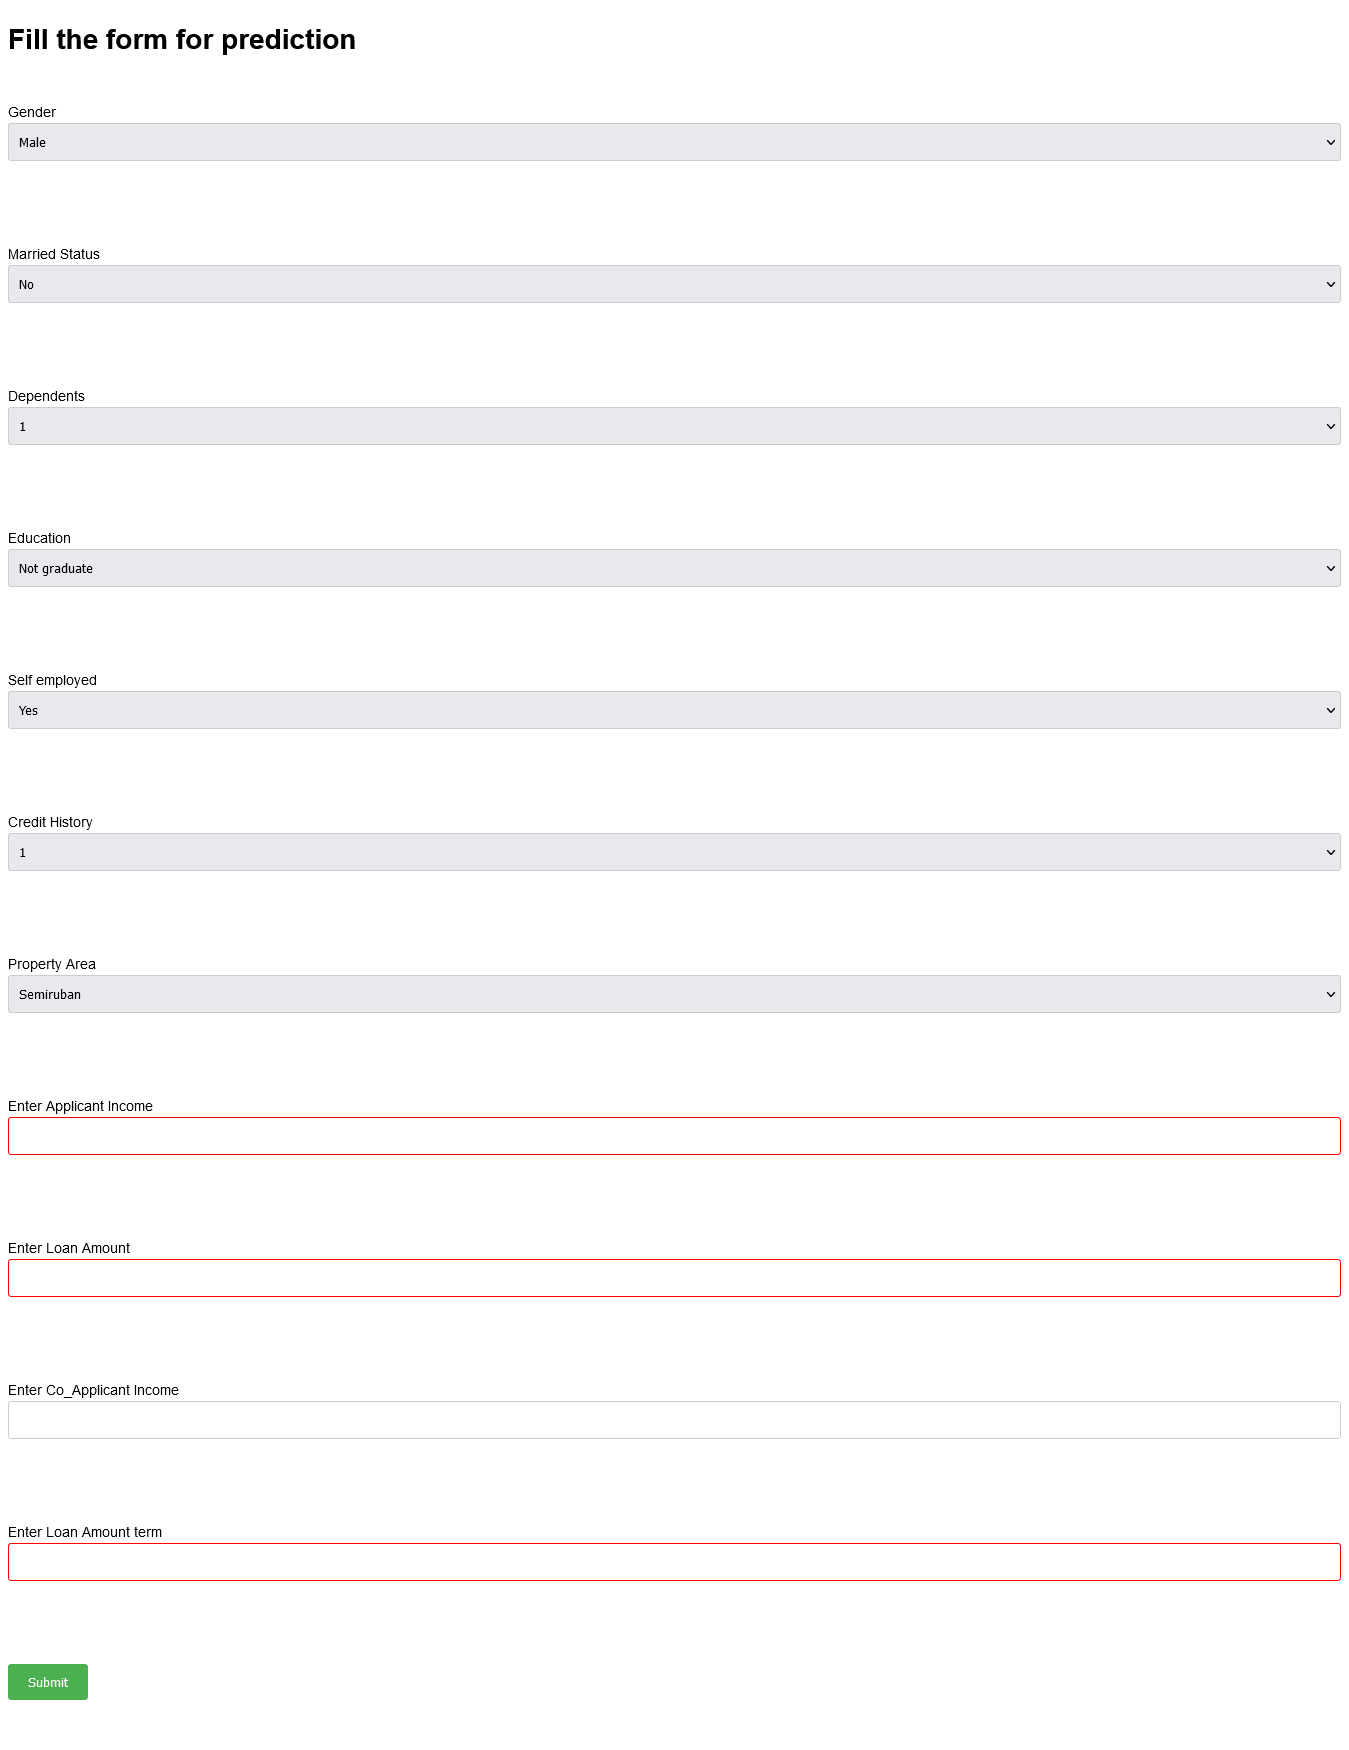 Fill the form for prediction
Gender
Male
Married Status
No
Dependents
1
Education
Not graduate
Self employed
Yes
Credit History
1
Property Area
Semiruban
Enter Applicant Income
Enter Loan Amount
Enter Co_Applicant Income
Enter Loan Amount term
Submit